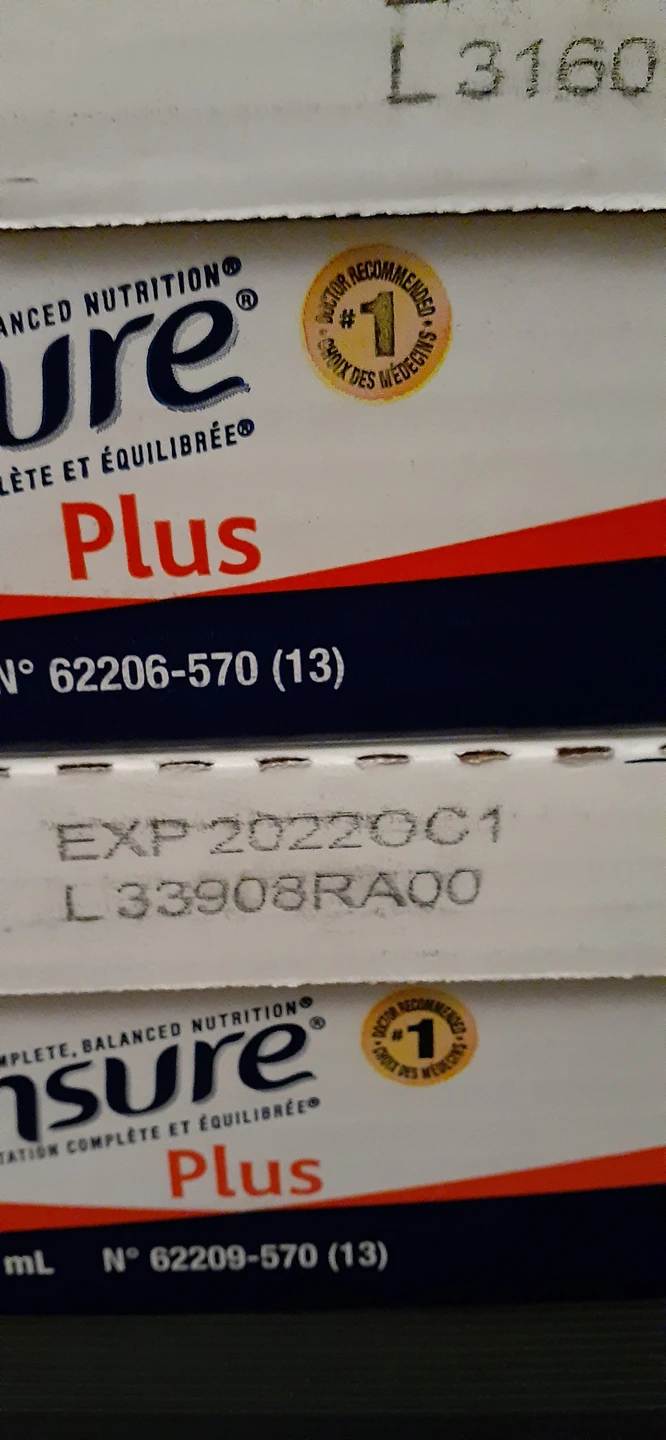 L 3160
ANCED NUTRITION®
ure®
DOCTOR RECOMMENDED
#1
CHOIX DES MÉDECINS
LÈTE ET ÉQUILIBRÉE®
Plus
N° 62206-570 (13)
EXP 2022OC1
L 33908RA00
MPLETE, BALANCED NUTRITION®
nsure®
DOCTOR RECOMMENDED
#1
CHOIX DES MÉDECINS
TATION COMPLÈTE ET ÉQUILIBRÉE®
Plus
mL N° 62209-570 (13)